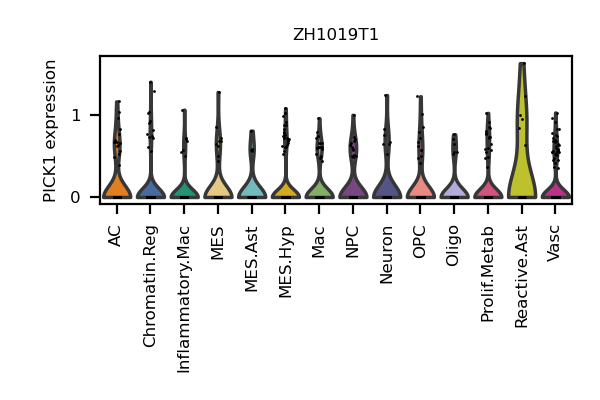 ZH1019T1
PICK1 expression
1
0
AC
Chromatin.Reg
Inflammatory.Mac
MES
MES.Ast
MES.Hyp
Mac
NPC
Neuron
OPC
Oligo
Prolif.Metab
Reactive.Ast
Vasc